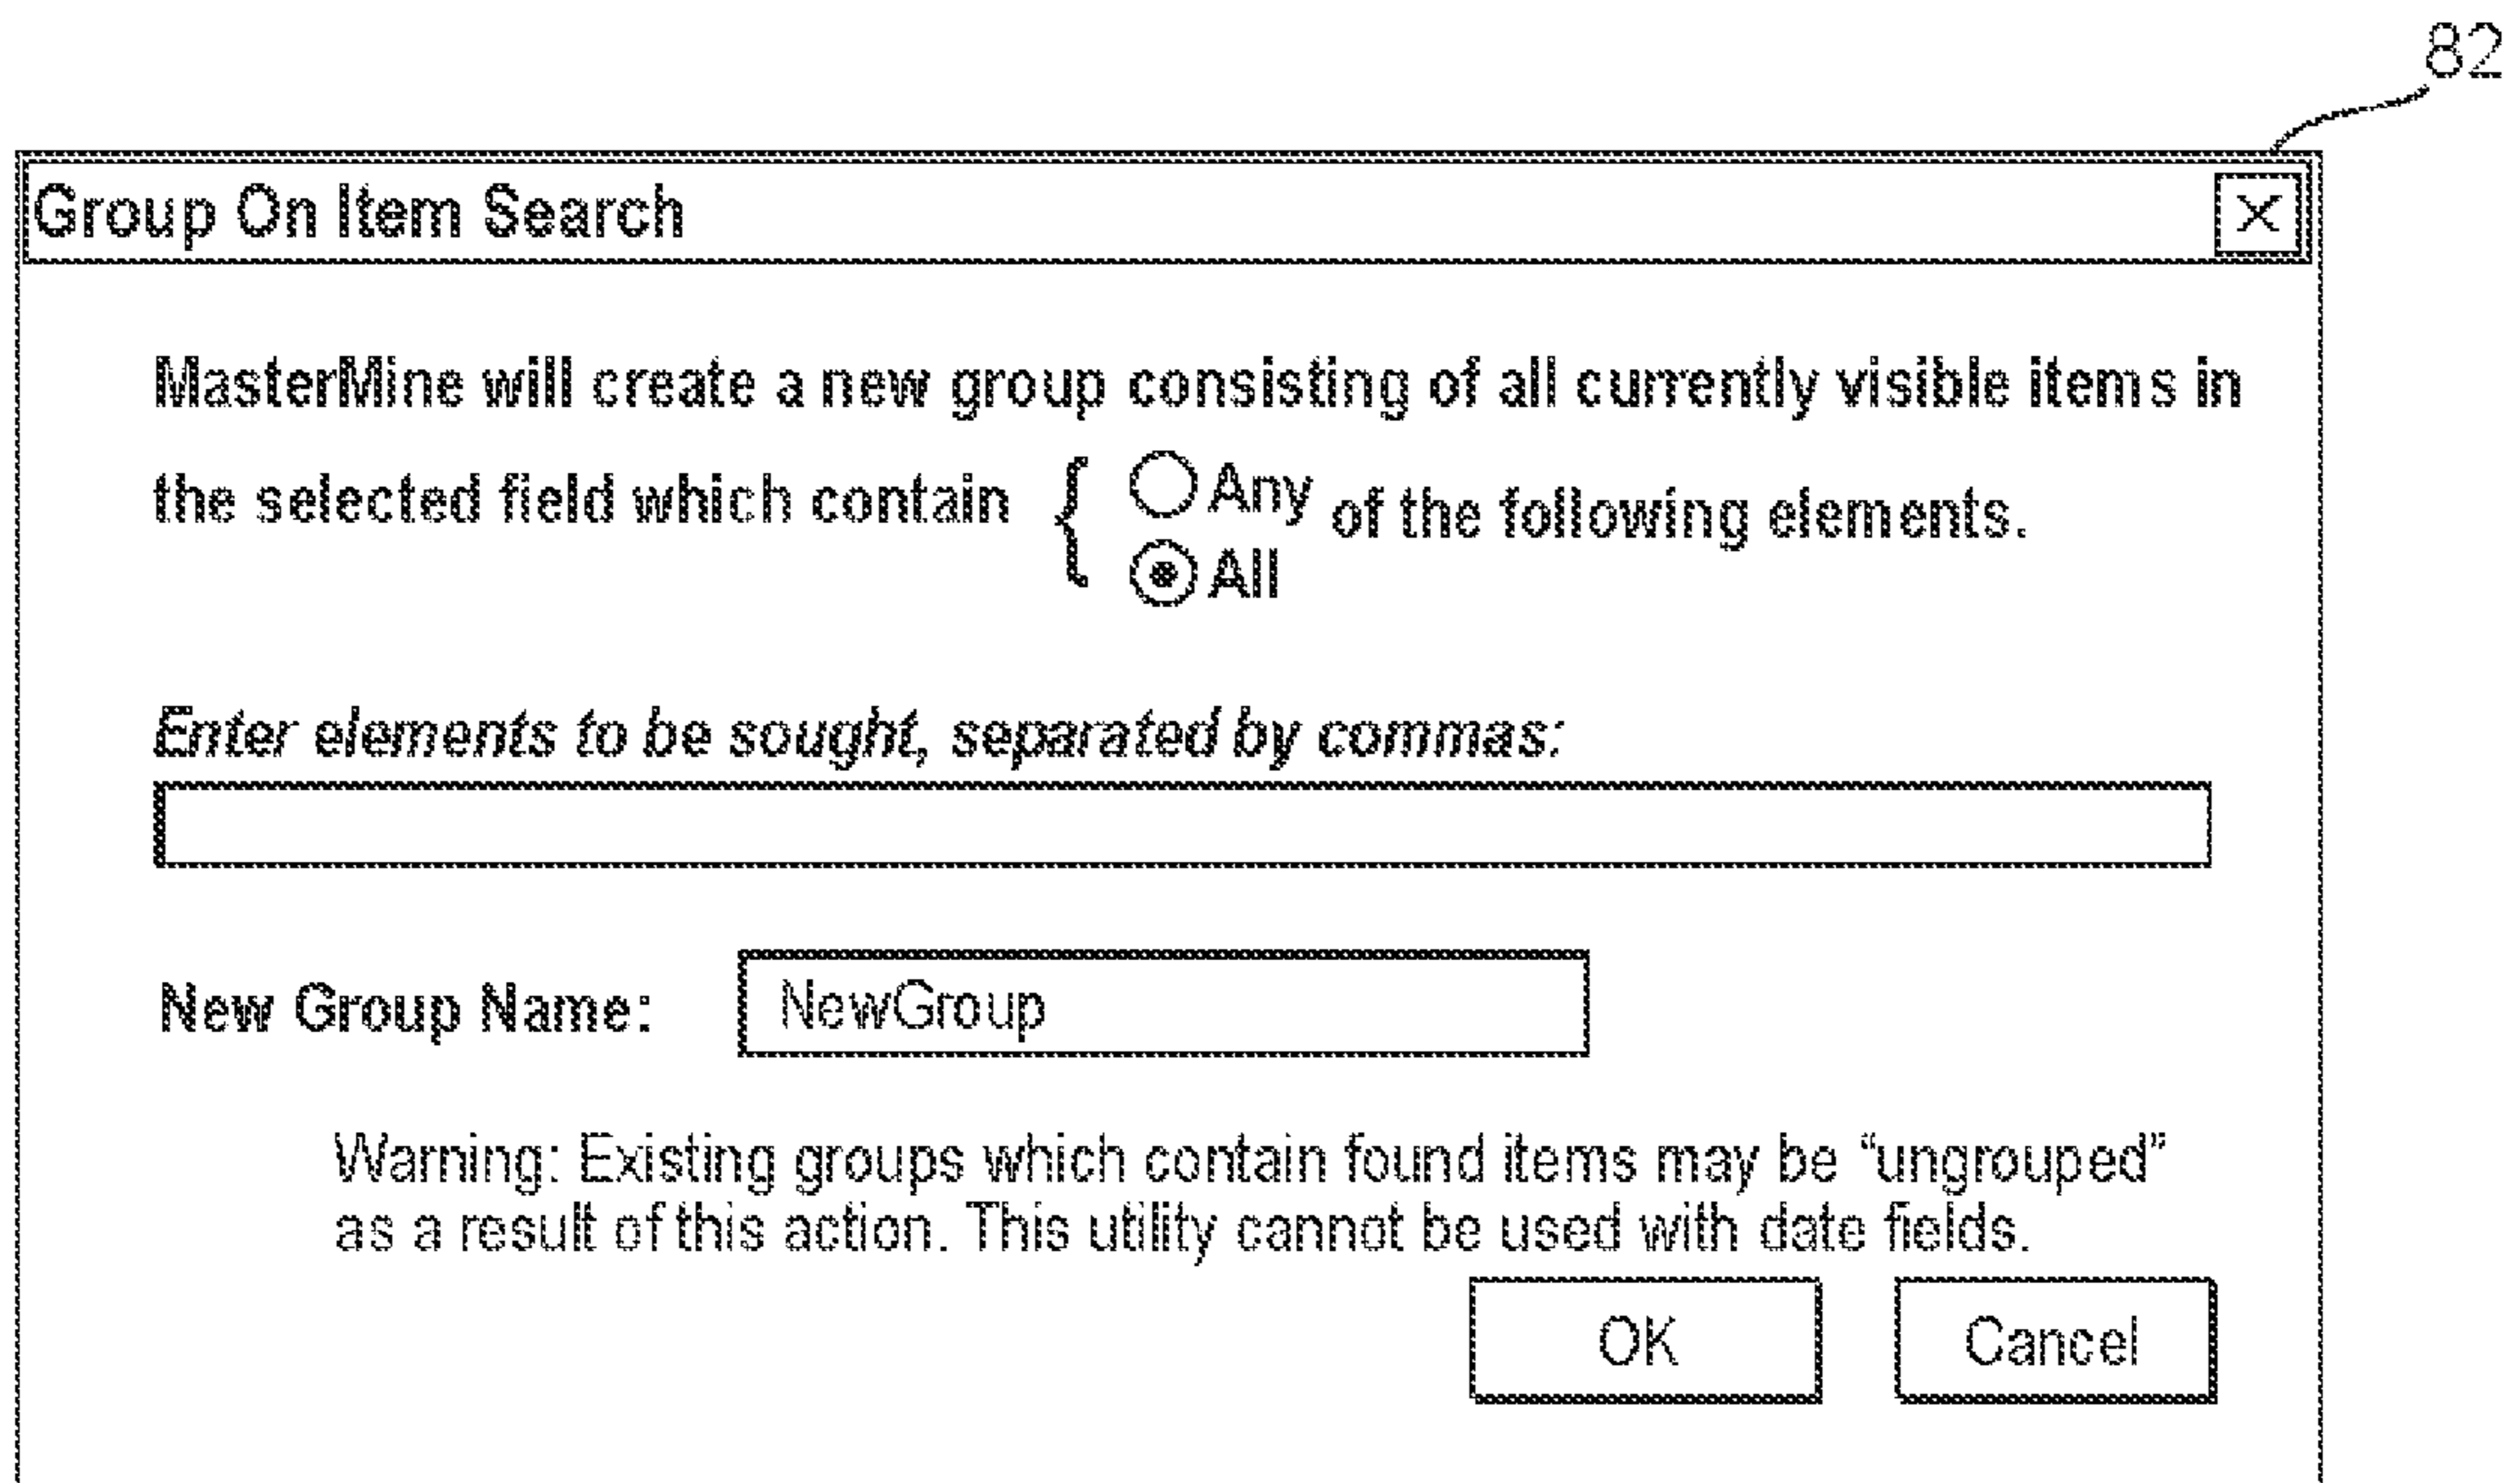 82
Group On Item Search
X
MasterMine will create a new group consisting of all currently visible items in
the selected field which contain { Any of the following elements.
All
Enter elements to be sought, separated by commas:
New Group Name: NewGroup
Warning: Existing groups which contain found items may be “ungrouped”
as a result of this action. This utility cannot be used with date fields.
OK Cancel